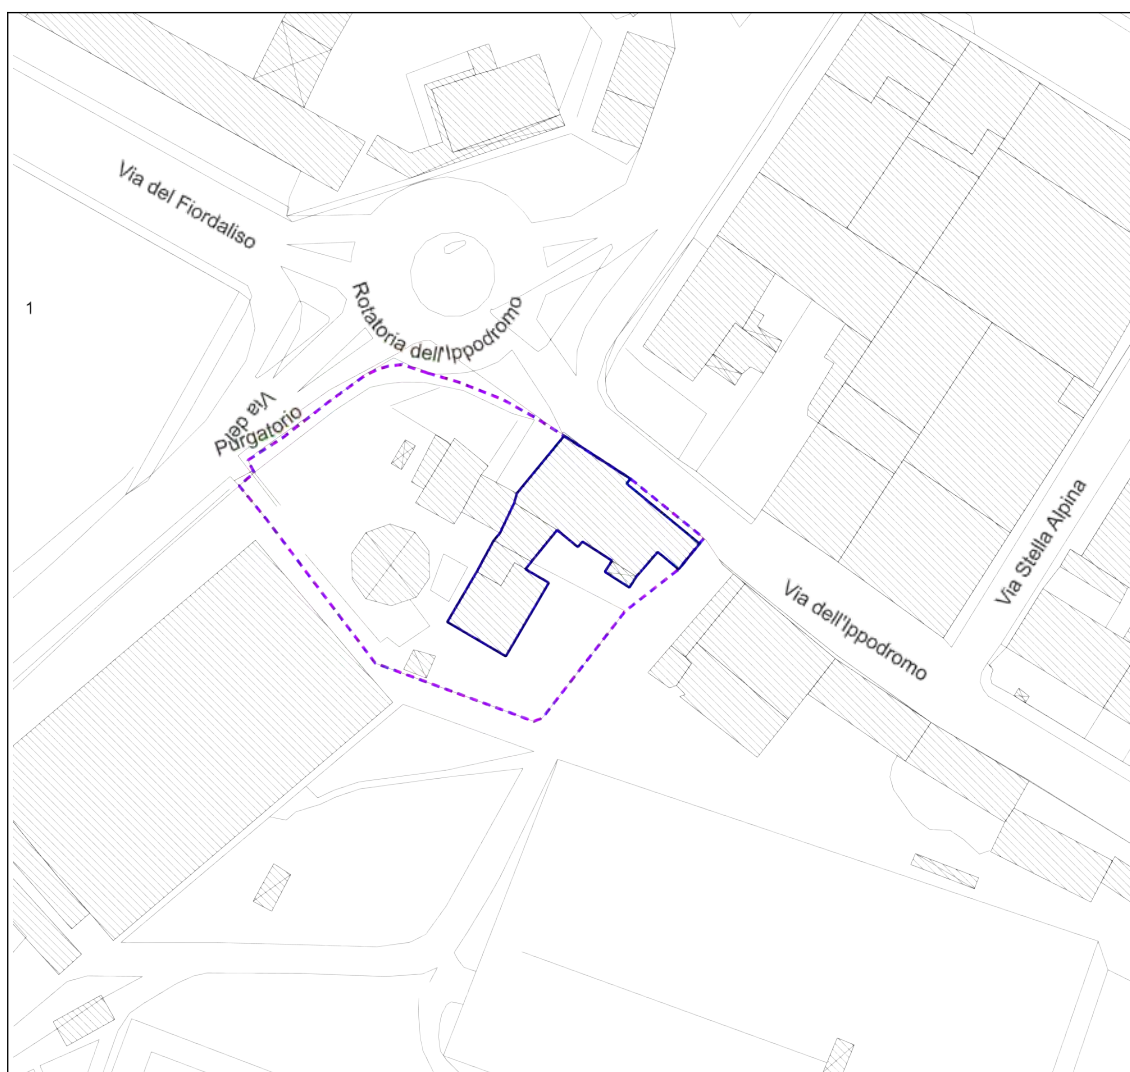 Via del Fiordaliso
1
Rotatoria dell'Ippodromo
Via del
Purgatorio
Via Stella Alpina
Via dell'Ippodromo